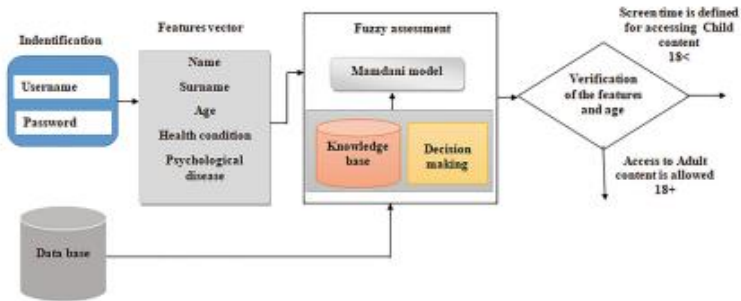 Indentification
Username
Password
Features vector
Name
Surname
Age
Health condition
Psychological
disease
Fuzzy assessment
Mamdani model
Knowledge
base
Decision
making
Verification
of the features
and age
Screen time is defined
for accessing Child
content
18<
Access to Adult
content is allowed
18+
Data base